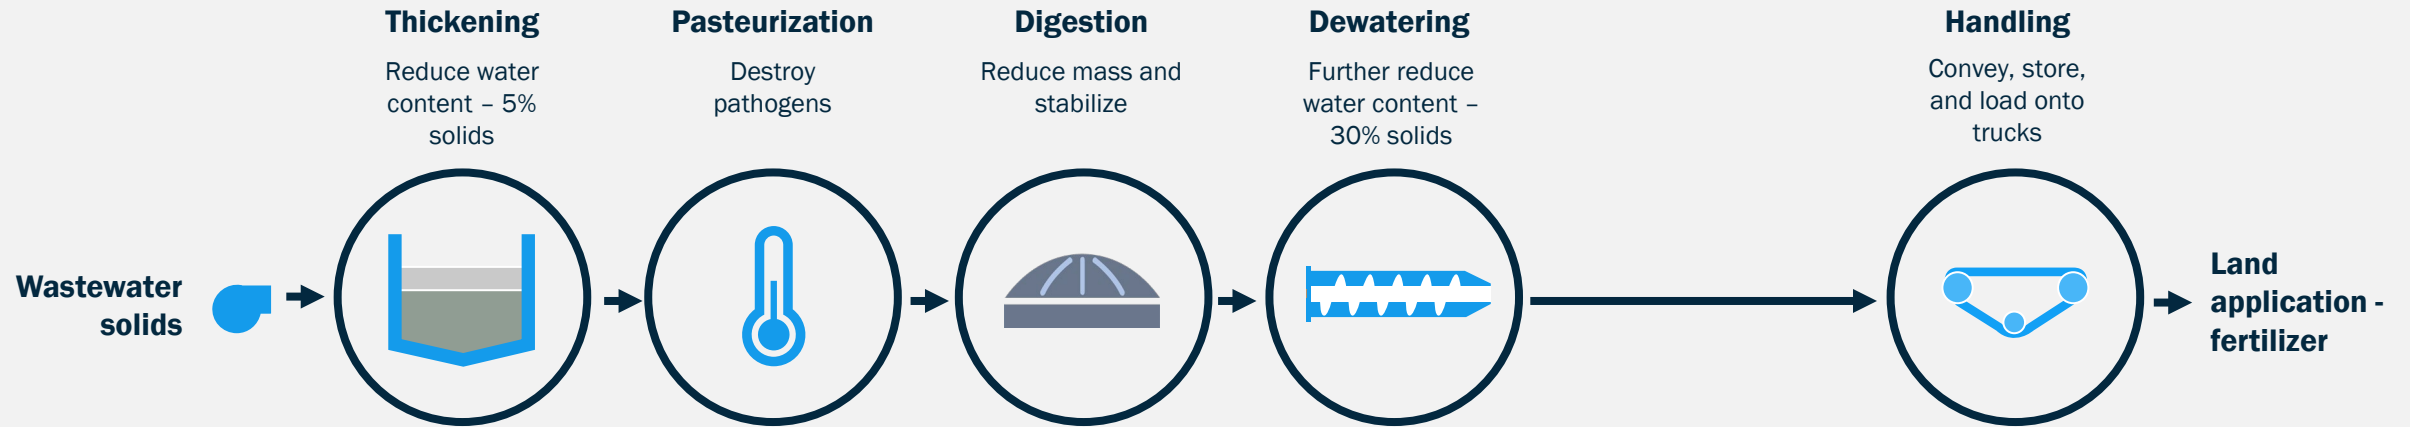 Thickening
Reduce water
content – 5%
solids
Pasteurization
Destroy
pathogens
Digestion
Reduce mass and
stabilize
Dewatering
Further reduce
water content –
30% solids
Handling
Convey, store,
and load onto
trucks
Wastewater
solids
Land
application -
fertilizer